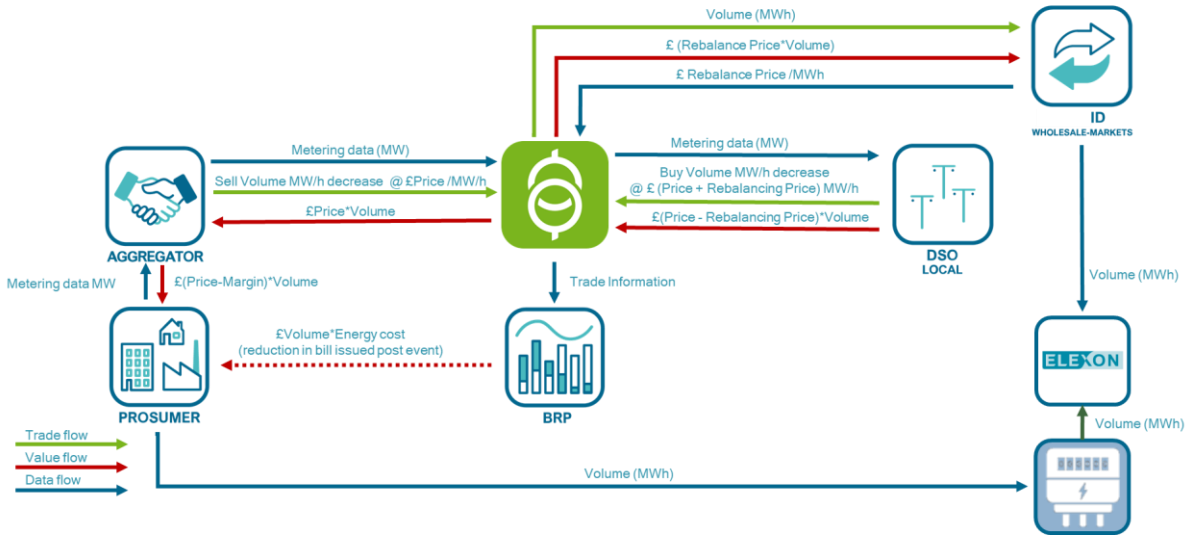 Volume (MWh)
£ (Rebalance Price*Volume)
£ Rebalance Price /MWh
ID
WHOLESALE-MARKETS
Metering data (MW)
Sell Volume MW/h decrease @ £Price /MW/h
£Price*Volume
AGGREGATOR
Metering data (MW)
Buy Volume MW/h decrease
@ £ (Price + Rebalancing Price) MW/h
£(Price - Rebalancing Price)*Volume
DSO
LOCAL
Metering data MW
£(Price-Margin)*Volume
Trade Information
Volume (MWh)
£Volume*Energy cost
(reduction in bill issued post event)
PROSUMER
BRP
ELEXON
Volume (MWh)
Trade flow
Value flow
Data flow
Volume (MWh)